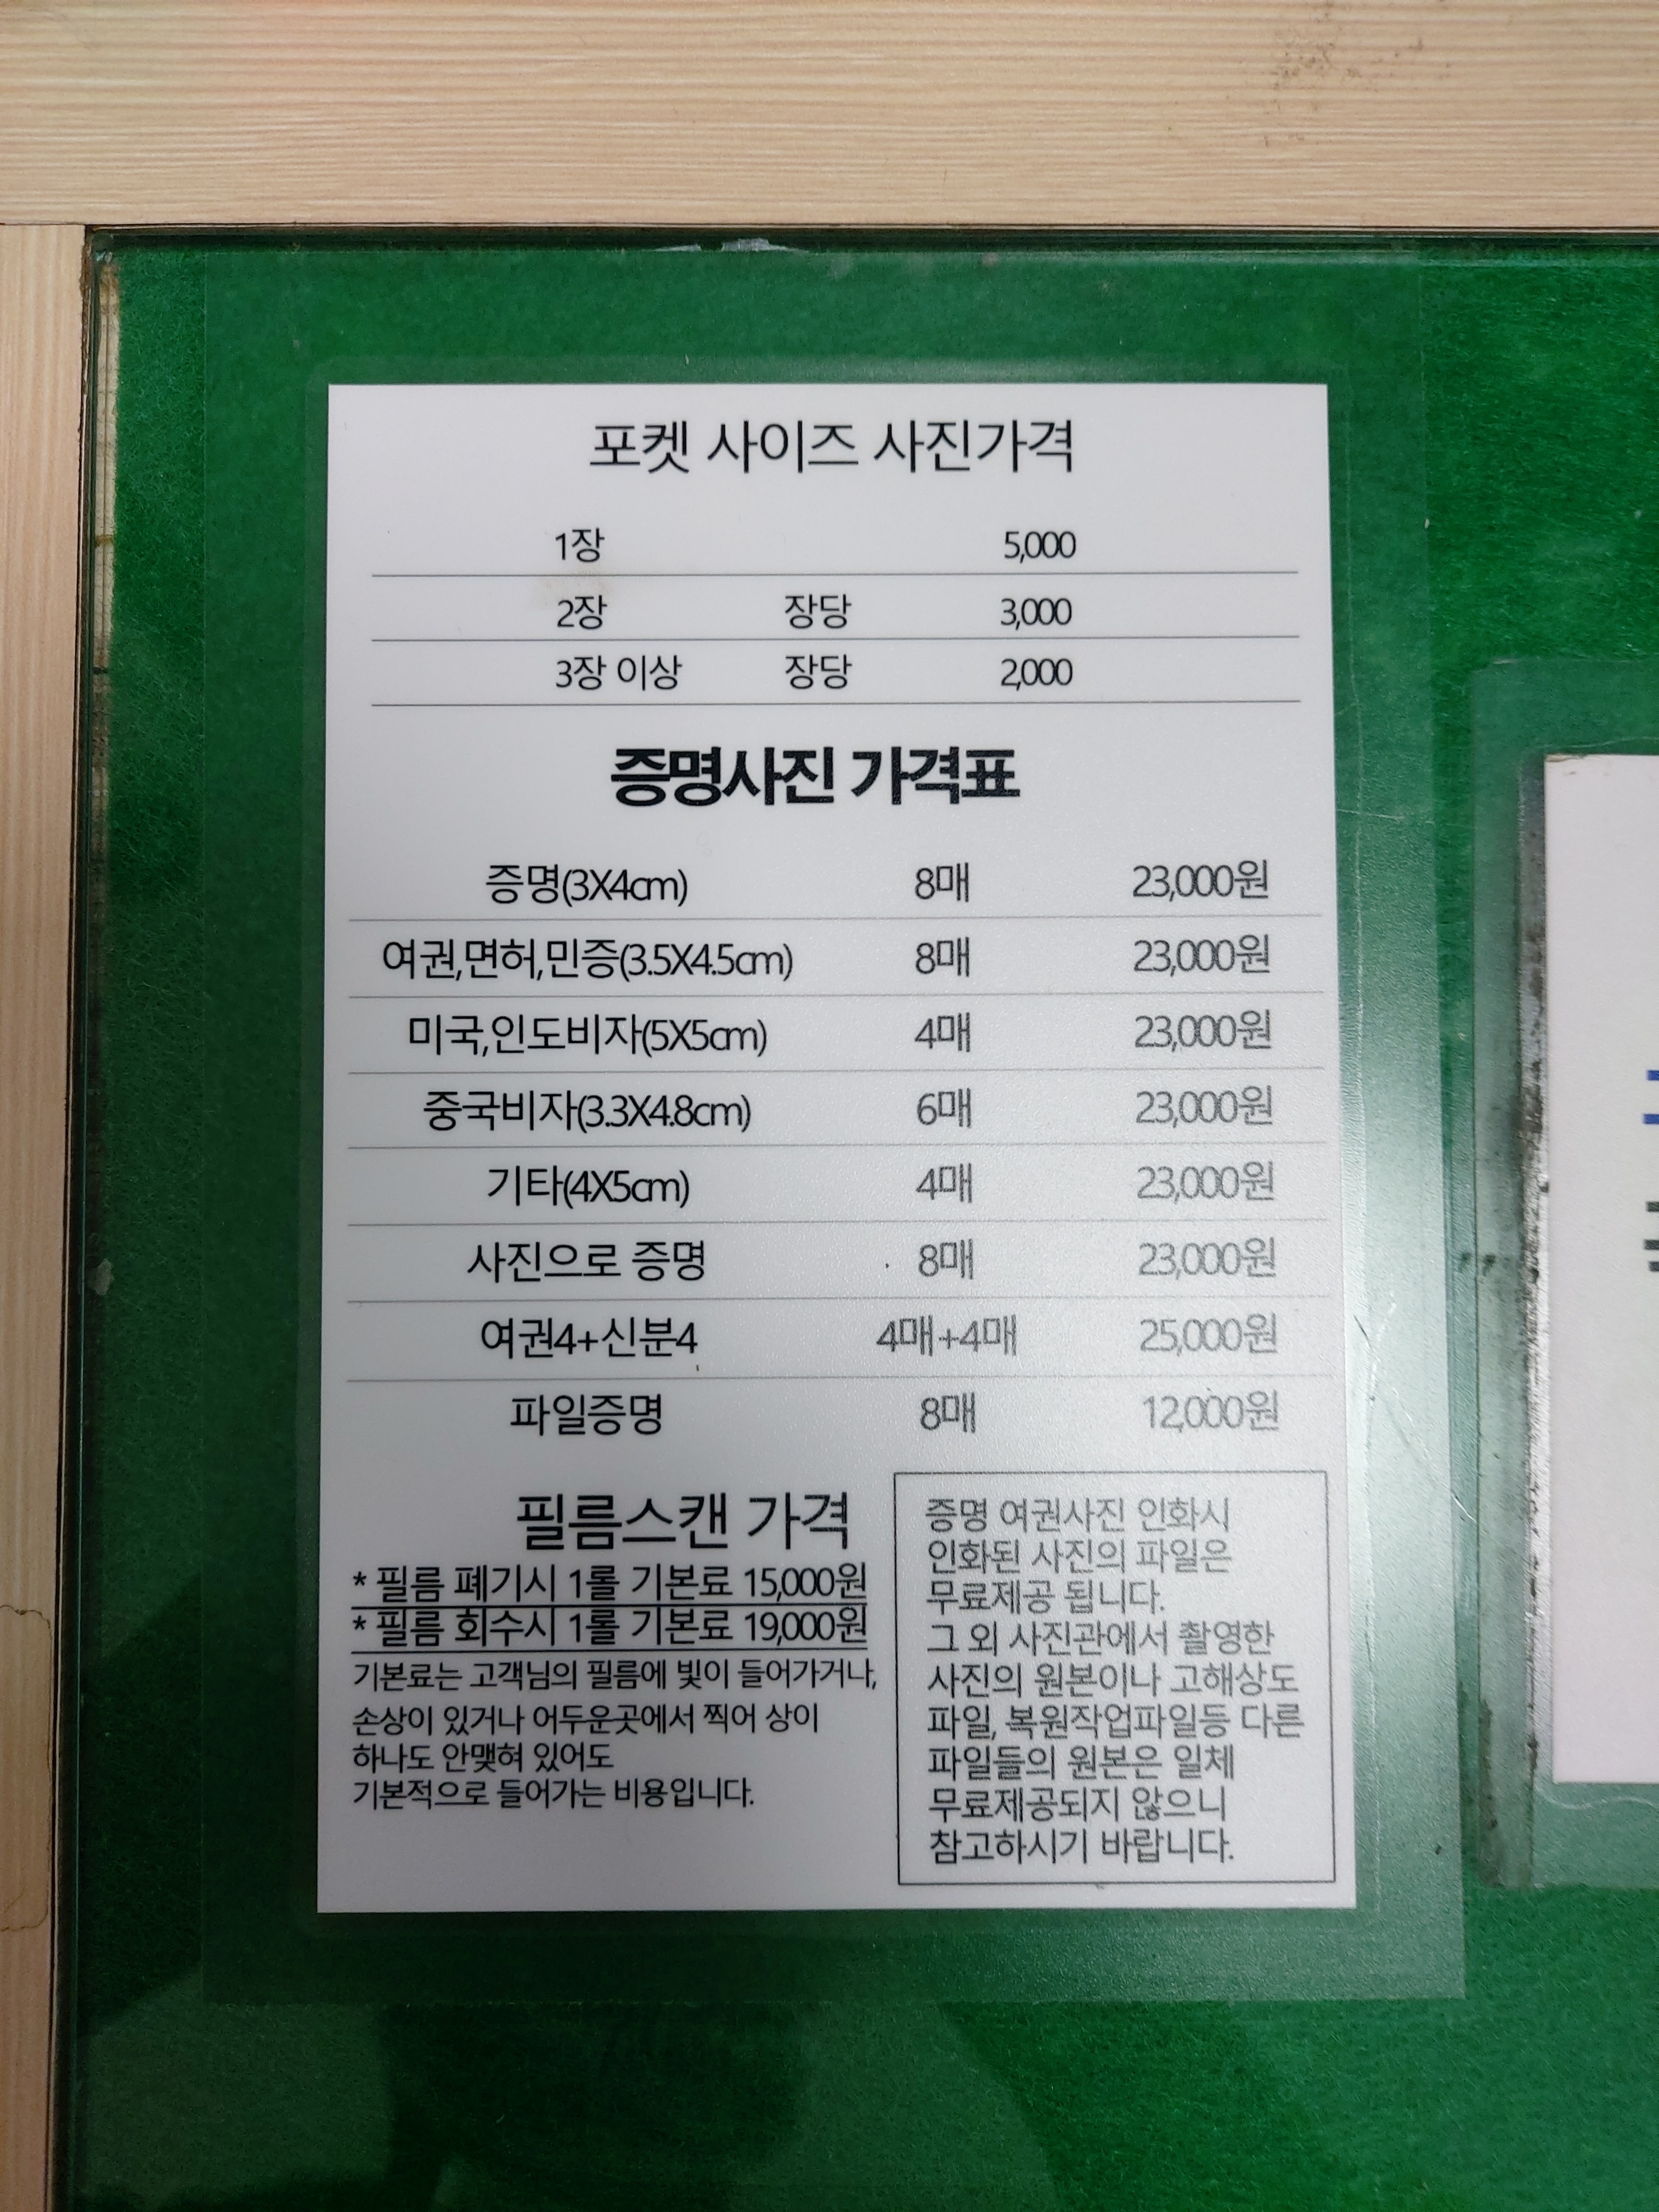 포켓 사이즈 사진가격
1장 5,000
2장 장당 3,000
3장 이상 장당 2,000
증명사진 가격표
증명(3X4cm) 8매 23,000원
여권,면허,민증(3.5X4.5cm) 8매 23,000원
미국,인도비자(5X5cm) 4매 23,000원
중국비자(3.3X4.8cm) 6매 23,000원
기타(4X5cm) 4매 23,000원
사진으로 증명 8매 23,000원
여권4+신분4 4매+4매 25,000원
파일증명 8매 12,000원
필름스캔 가격
* 필름 폐기시 1롤 기본료 15,000원
* 필름 회수시 1롤 기본료 19,000원
기본료는 고객님의 필름에 빛이 들어가거나,
손상이 있거나 어두운곳에서 찍어 상이
하나도 안맺혀 있어도
기본적으로 들어가는 비용입니다.
증명 여권사진 인화시
인화된 사진의 파일은
무료제공 됩니다.
그 외 사진관에서 촬영한
사진의 원본이나 고해상도
파일, 복원작업파일등 다른
파일들의 원본은 일체
무료제공되지 않으니
참고하시기 바랍니다.